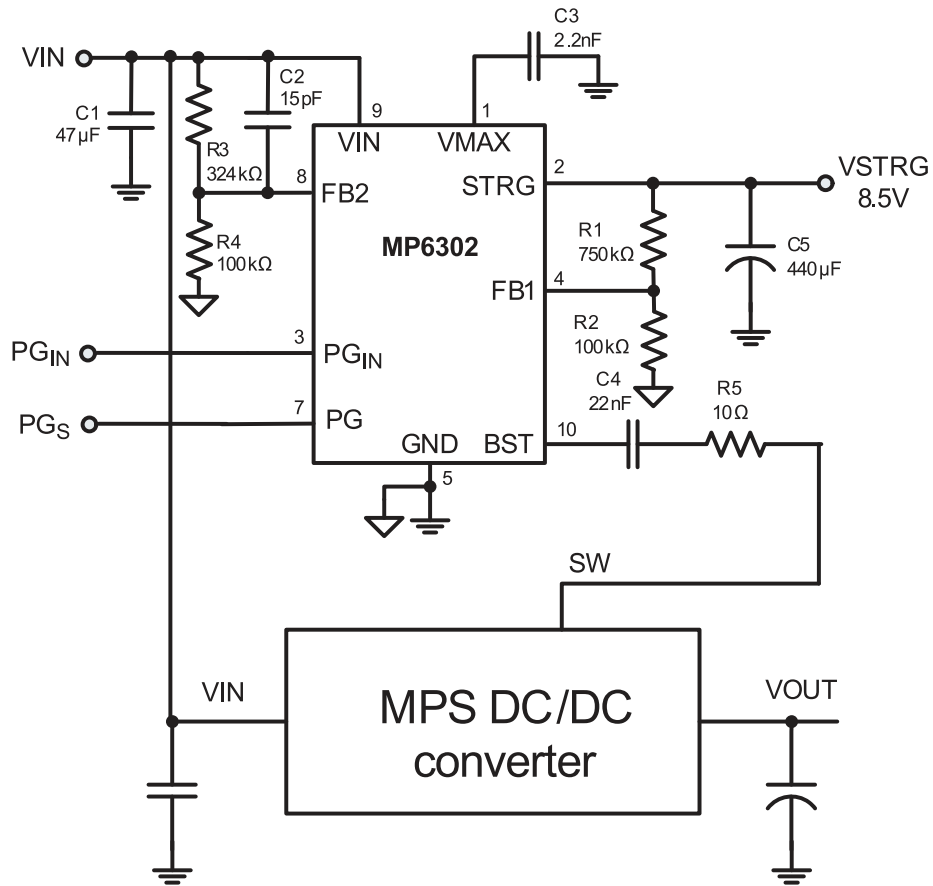 C3
2.2nF
VIN
C1
47µF
C2
15pF
9
1
VIN
VMAX
R3
324kΩ
8
FB2
2
STRG
VSTRG
8.5V
MP6302
R4
100kΩ
R1
750kΩ
C5
440µF
4
FB1
R2
100kΩ
PGIN
3
PGIN
C4
22nF
R5
10Ω
PGS
7
PG
GND
BST
10
5
SW
VIN
MPS DC/DC
converter
VOUT